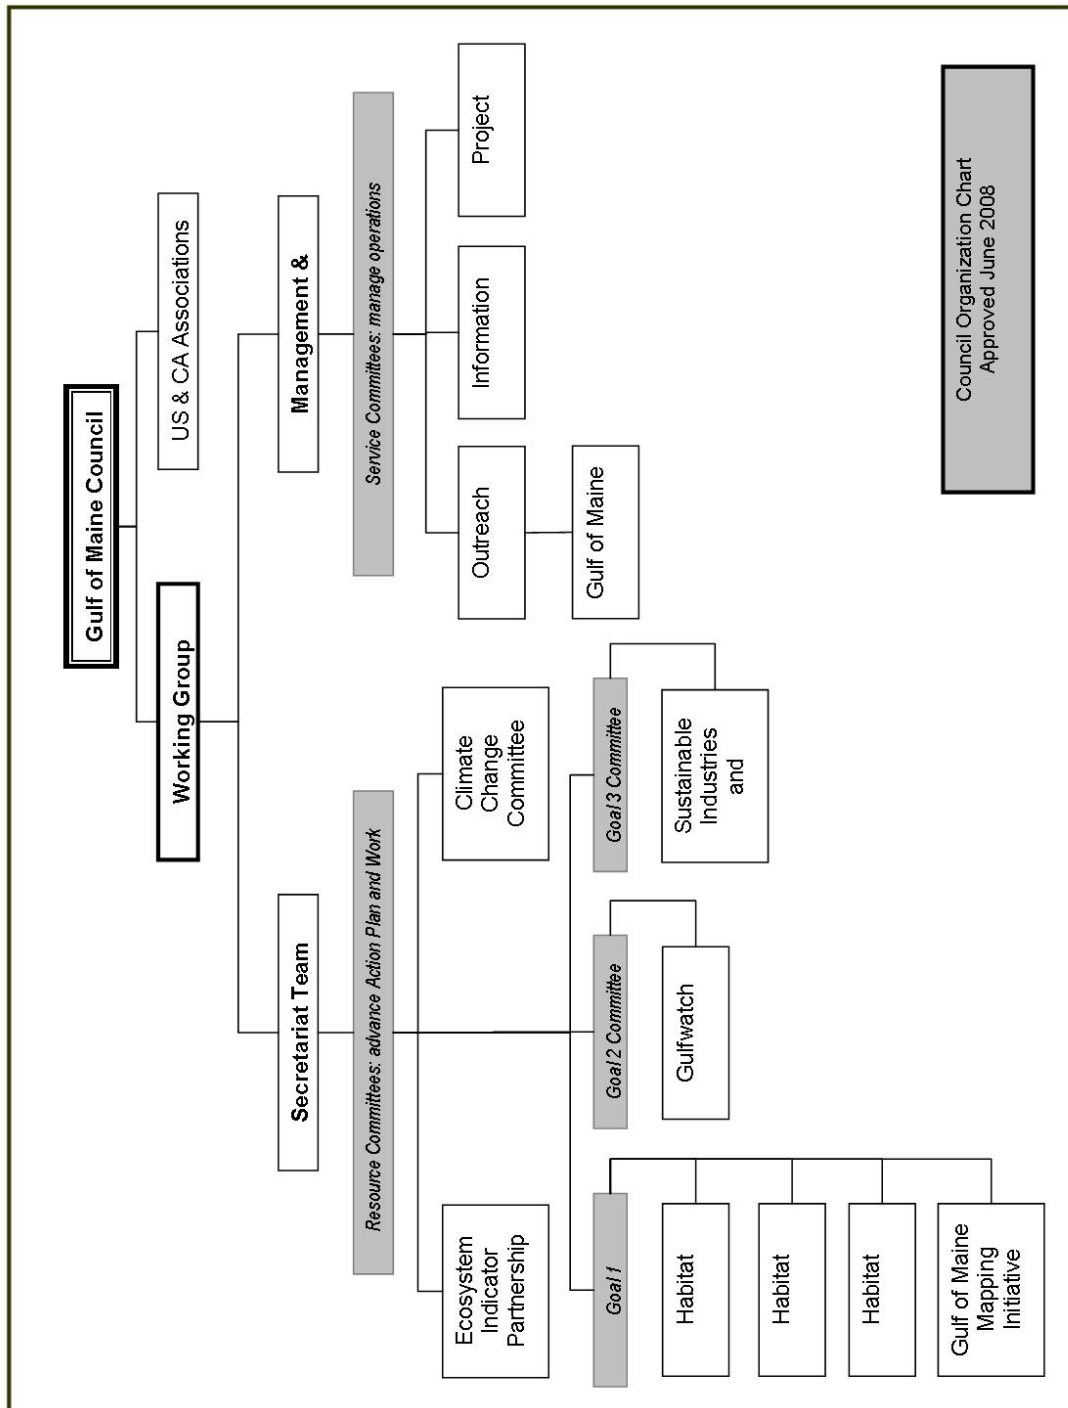 Gulf of Maine Council
Working Group
US & CA Associations
Secretariat Team
Management &
Resource Committees: advance Action Plan and Work
Service Committees: manage operations
Ecosystem
Indicator
Partnership
Climate
Change
Committee
Outreach
Information
Project
Gulf of Maine
Goal 1
Goal 2 Committee
Goal 3 Committee
Habitat
Habitat
Habitat
Gulf of Maine
Mapping
Initiative
Gulfwatch
Sustainable
Industries
and
Council Organization Chart
Approved June 2008